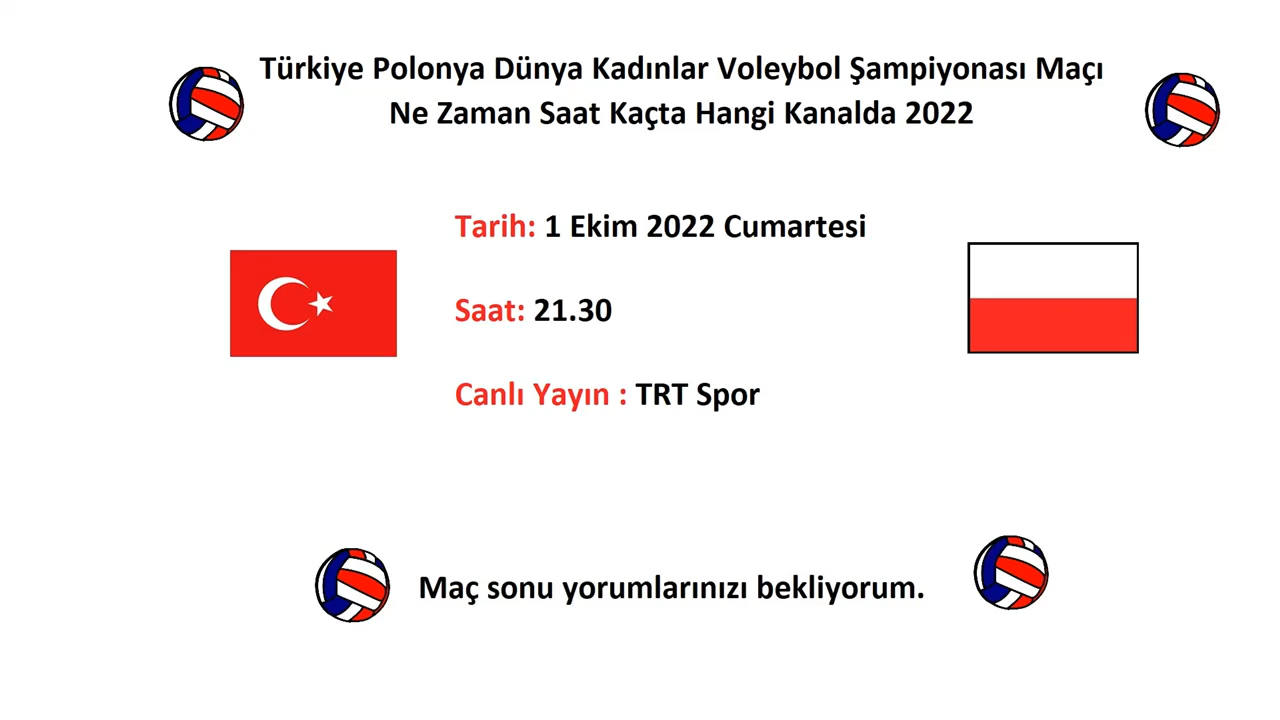 Türkiye Polonya Dünya Kadınlar Voleybol Şampiyonası Maçı
Ne Zaman Saat Kaçta Hangi Kanalda 2022
Tarih: 1 Ekim 2022 Cumartesi
Saat: 21.30
Canlı Yayın : TRT Spor
Maç sonu yorumlarınızı bekliyorum.